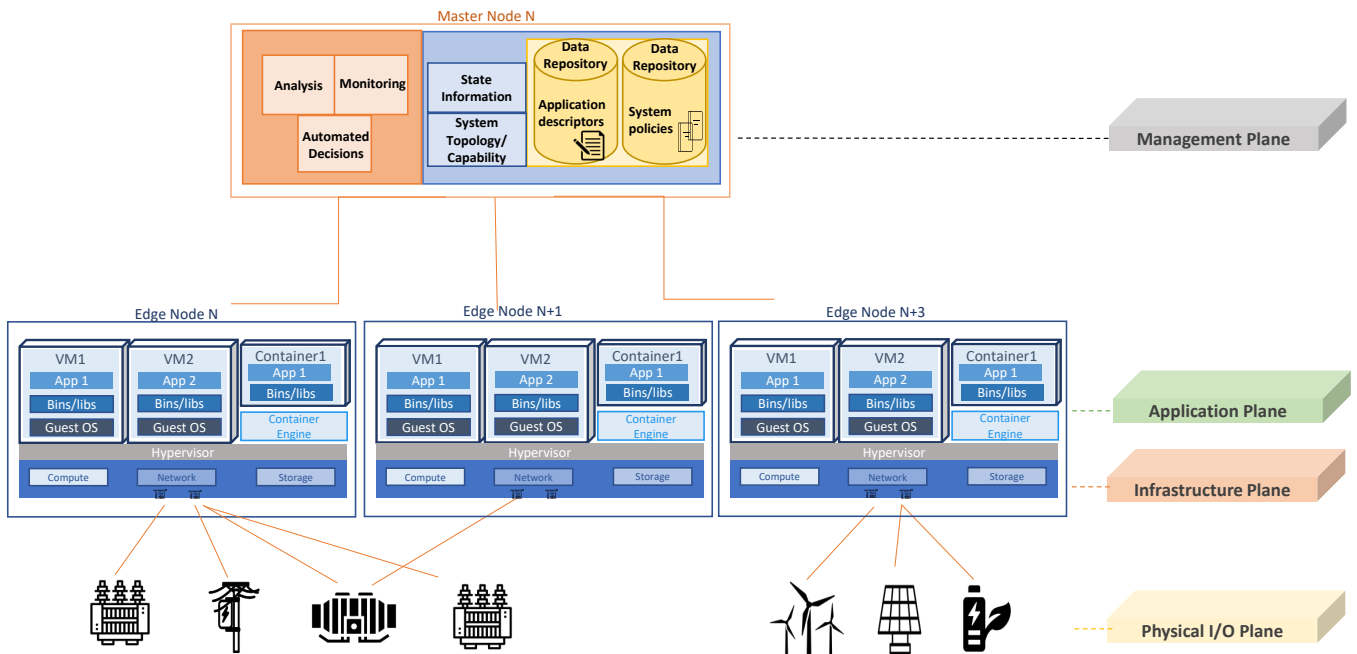 Master Node N
Analysis
Monitoring
Automated
Decisions
State
Information
System
Topology/
Capability
Data
Repository
Application
descriptors
Data
Repository
System
policies
Management Plane
Edge Node N
VM1
App 1
Bins/libs
Guest OS
VM2
App 2
Bins/libs
Guest OS
Container1
App 1
Bins/libs
Container
Engine
Hypervisor
Compute
Network
Storage
Edge Node N+1
VM1
App 1
Bins/libs
Guest OS
VM2
App 2
Bins/libs
Guest OS
Container1
App 1
Bins/libs
Container
Engine
Hypervisor
Compute
Network
Storage
Edge Node N+3
VM1
App 1
Bins/libs
Guest OS
VM2
App 2
Bins/libs
Guest OS
Container1
App 1
Bins/libs
Container
Engine
Hypervisor
Compute
Network
Storage
Application Plane
Infrastructure Plane
Physical I/O Plane